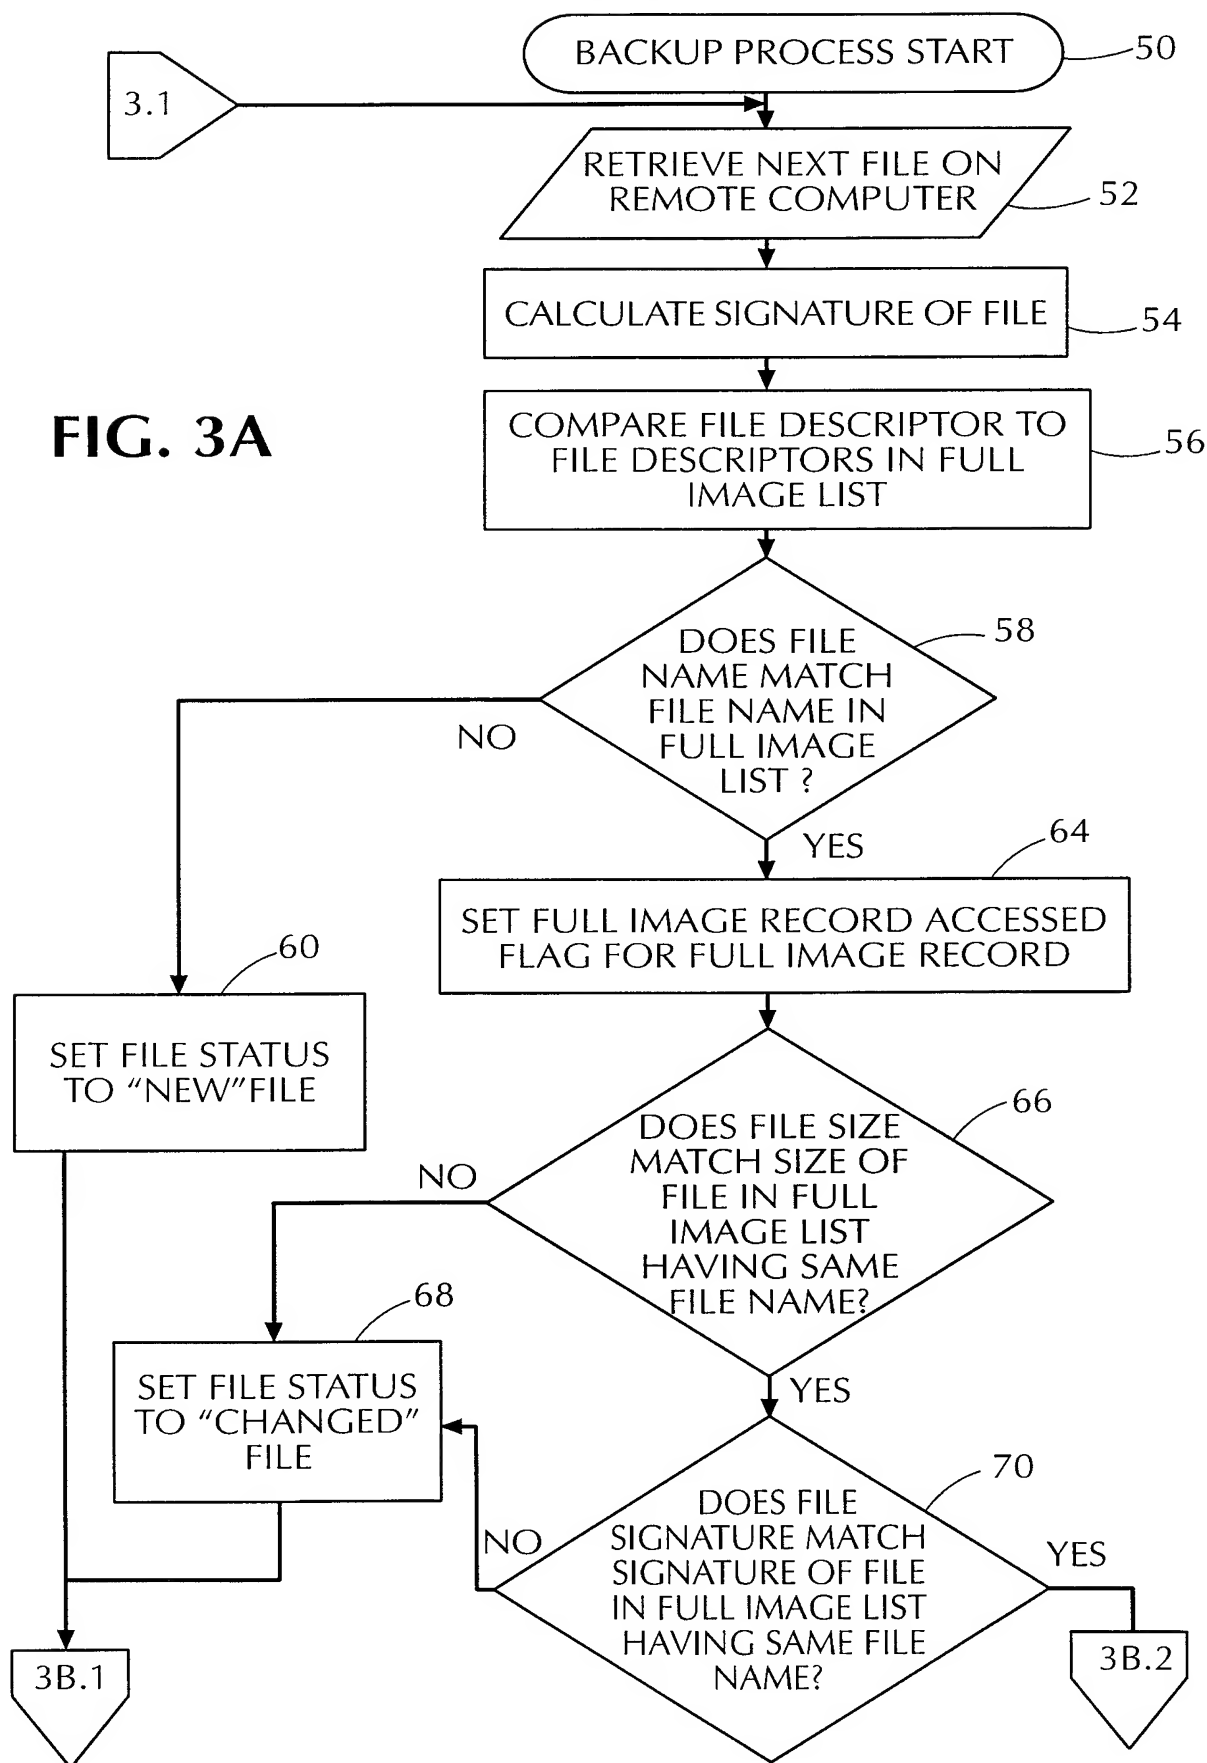 BACKUP PROCESS START
50
3.1
RETRIEVE NEXT FILE ON
REMOTE COMPUTER
52
CALCULATE SIGNATURE OF FILE
54
FIG. 3A
COMPARE FILE DESCRIPTOR TO
FILE DESCRIPTORS IN FULL
IMAGE LIST
56
DOES FILE
NAME MATCH
FILE NAME IN
FULL IMAGE
LIST ?
58
NO
YES
64
SET FULL IMAGE RECORD ACCESSED
FLAG FOR FULL IMAGE RECORD
60
SET FILE STATUS
TO “NEW”FILE
DOES FILE SIZE
MATCH SIZE OF
FILE IN FULL
IMAGE LIST
HAVING SAME
FILE NAME?
66
NO
YES
68
SET FILE STATUS
TO “CHANGED”
FILE
DOES FILE
SIGNATURE MATCH
SIGNATURE OF FILE
IN FULL IMAGE LIST
HAVING SAME FILE
NAME?
70
NO
YES
3B.1
3B.2